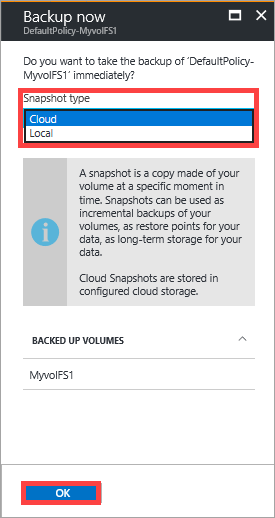 Backup now
DefaultPolicy-MyvolFS1
Do you want to take the backup of 'DefaultPolicy-
MyvolFS1' immediately?
Snapshot type
Cloud
Local
A snapshot is a copy made of your
volume at a specific moment in
time. Snapshots can be used as
incremental backups of your
volumes, as restore points for your
data, as long-term storage for your
data.
Cloud Snapshots are stored in
configured cloud storage.
BACKED UP VOLUMES
MyvolFS1
OK